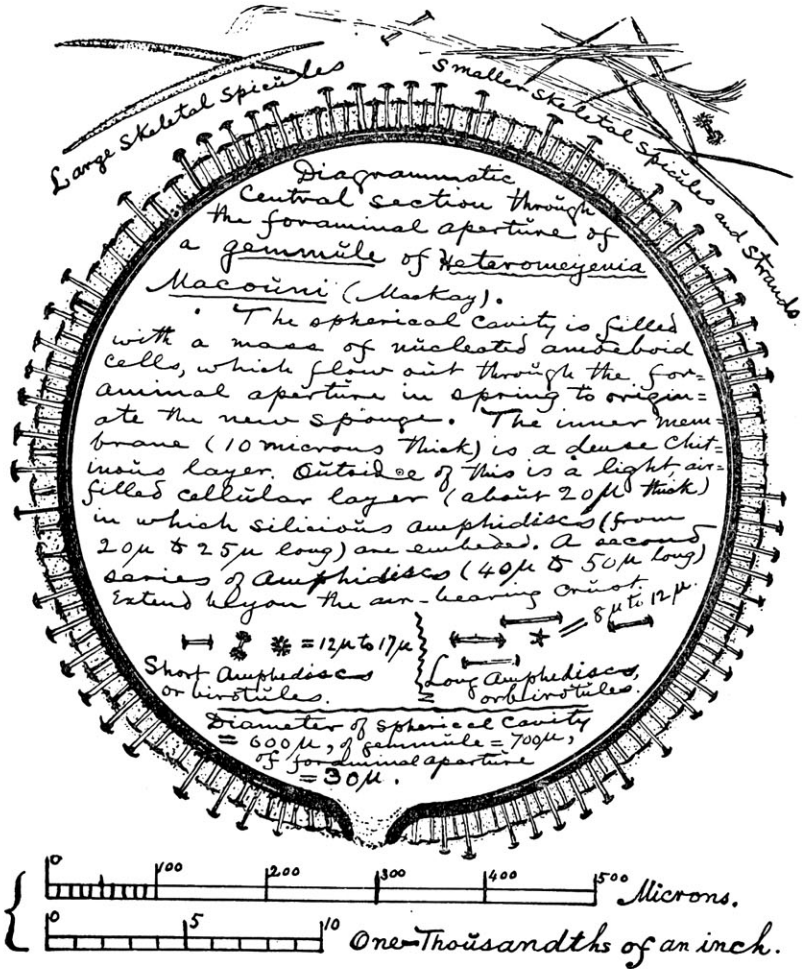 Large Skeletal Spicules
Smaller Skeletal Spicules and Strands.
Diagrammatic
Central section through
the foraminal aperture of
a gemmule of Heteromeyenia
Macouni (MacKay).
The spherical cavity is filled
with a mass of nucleated amoeboid
cells, which flow out through the for=
aminal aperture in spring to origin=
ate the new sponge. The inner mem=
brane (10 microns thick) is a dense chit=
inous layer. Outside of this is a light air-
filled cellular layer (about 20µ thick)
in which silicious amphidiscs (from
20µ to 25µ long) are embeded. A second
series of Amphidiscs (40µ to 50µ long)
Extend beyon the air-bearing crust.
= 12µ to 17µ
= 8µ to 12µ.
Short Amphediscs
or birotules.
Long Amphediscs,
or birotules.
Diameter of spherical cavity
= 600µ, of gemmule = 700µ,
of foraminal aperture
= 30µ.
0 100 200 300 400 500 Microns.
0 5 10 One=Thousandths of an inch.